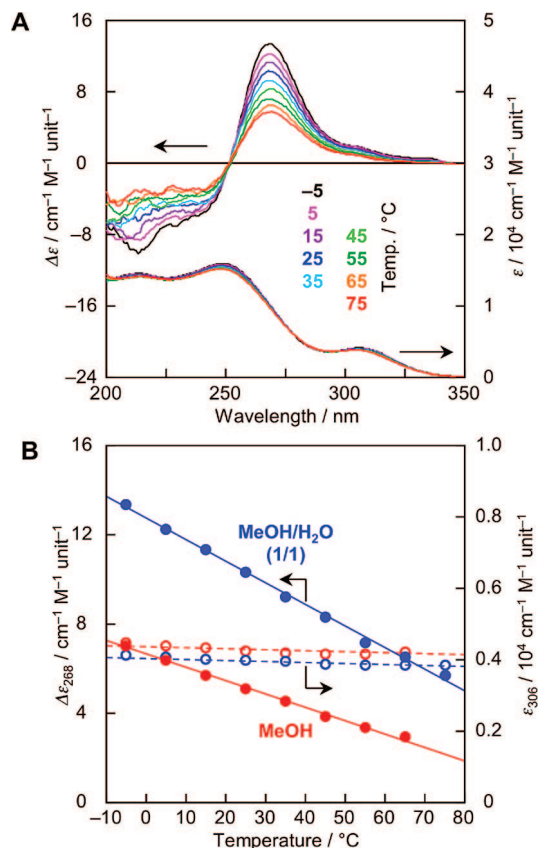 A
16
8
0
–8
–16
–24
Δε / cm⁻¹ M⁻¹ unit⁻¹
5
4
3
2
1
0
ε / 10⁴ cm⁻¹ M⁻¹ unit⁻¹
–5
5
15 45
25 55
35 65
75
Temp. / °C
200 250 300 350
Wavelength / nm
B
16
12
8
4
0
Δε₂₆₈ / cm⁻¹ M⁻¹ unit⁻¹
1.0
0.8
0.6
0.4
0.2
0
ε₃₀₆ / 10⁴ cm⁻¹ M⁻¹ unit⁻¹
MeOH/H₂O
(1/1)
MeOH
–10 0 10 20 30 40 50 60 70 80
Temperature / °C